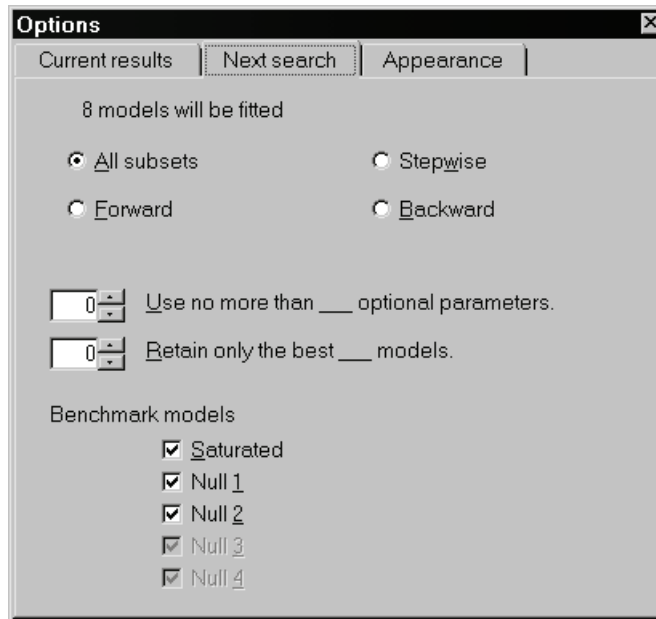 Options
Current results Next search Appearance
8 models will be fitted
All subsets Stepwise
Forward Backward
0 Use no more than ___ optional parameters.
0 Retain only the best ___ models.
Benchmark models
Saturated
Null 1
Null 2
Null 3
Null 4